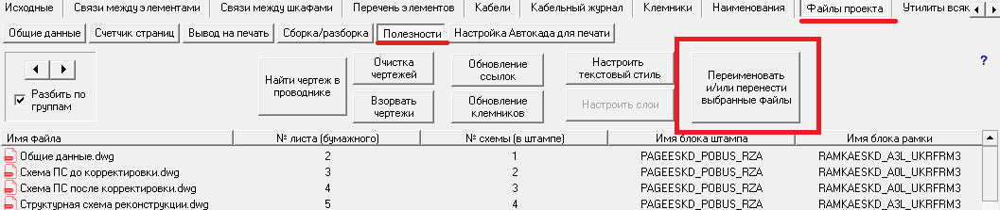 Исходные Связи между элементами Связи между шкафами Перечень элементов Кабели Кабельный журнал Клемники Наименования Файлы проекта Утилиты всяк
Общие данные Счетчик страниц Вывод на печать Сборка/разборка Полезности Настройка Автокада для печати
Разбить по
группам
Найти чертеж в
проводнике
Очистка
чертежей
Взорвать
чертежи
Обновление
ссылок
Обновление
клемников
Настроить
текстовый стиль
Настроить слои
Переименовать
и/или перенести
выбранные файлы
?
Имя файла № листа (бумажного) № схемы (в штампе) Имя блока штампа Имя блока рамки
Общие данные.dwg 2 1 PAGEESKD_POBUS_RZA RAMKAESKD_A3L_UKRFRM3
Схема ПС до корректировки.dwg 3 2 PAGEESKD_POBUS_RZA RAMKAESKD_A0L_UKRFRM3
Схема ПС после корректировки.dwg 4 3 PAGEESKD_POBUS_RZA RAMKAESKD_A0L_UKRFRM3
Структурная схема реконструкции.dwg 5 4 PAGEESKD_POBUS_RZA RAMKAESKD_A3L_UKRFRM3